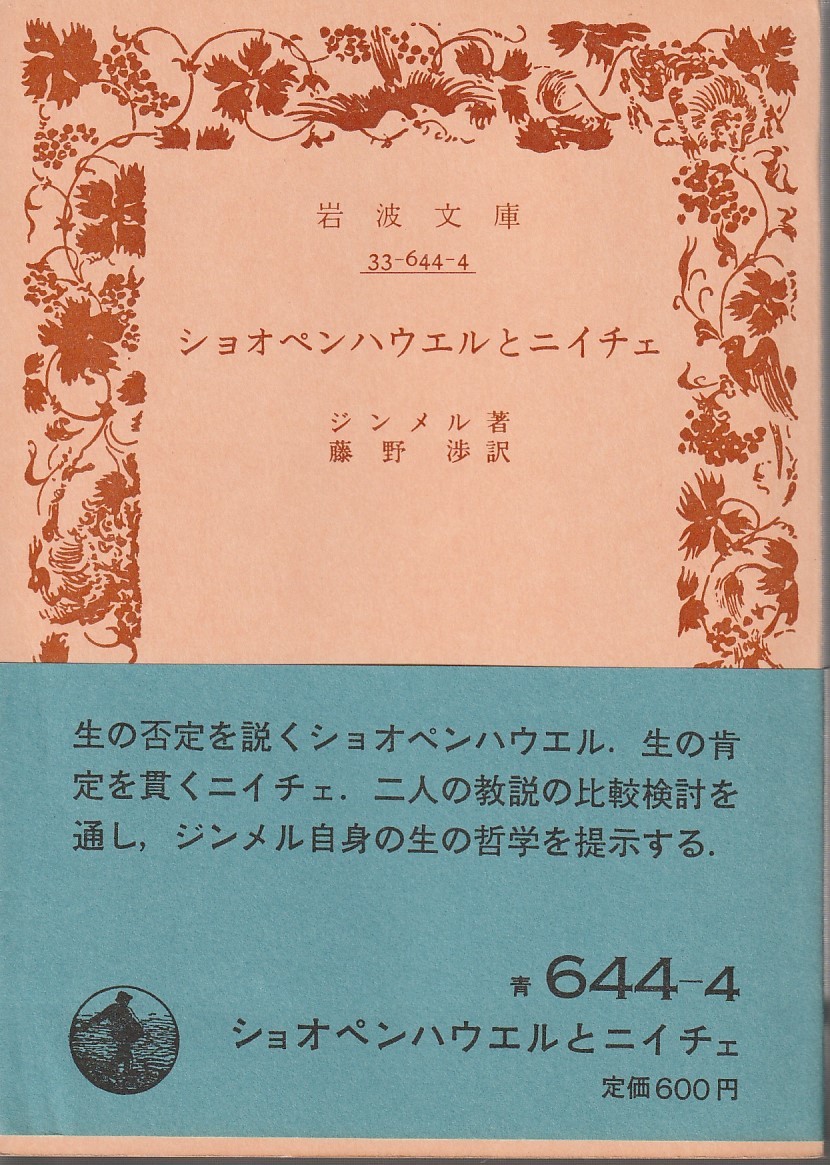 岩波文庫
33-644-4
ショオペンハウエルとニイチェ
ジンメル著
藤野渉訳
生の否定を説くショオペンハウエル．生の肯
定を貫くニイチェ．二人の教説の比較検討を
通し，ジンメル自身の生の哲学を提示する．
青 644-4
ショオペンハウエルとニイチェ
定価600円